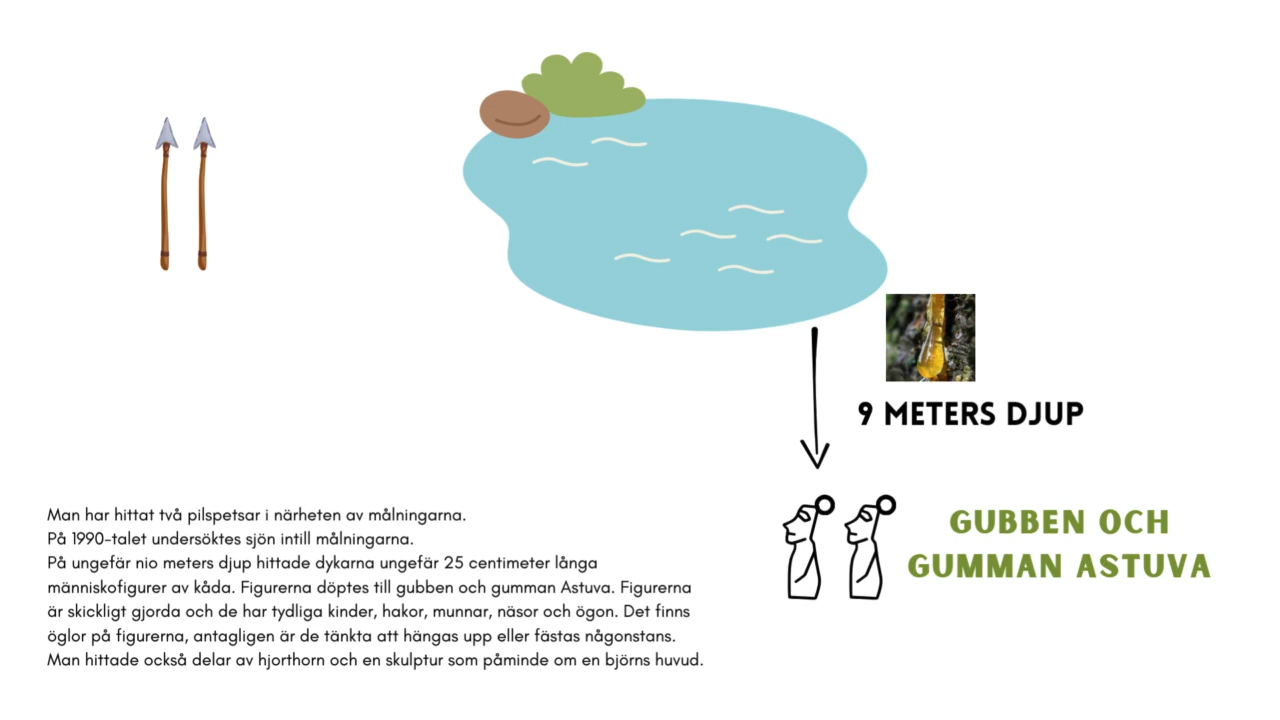 9 METERS DJUP
GUBBEN OCH
GUMMAN ASTUVA
Man har hittat två pilspetsar i närheten av målningarna.
På 1990-talet undersöktes sjön intill målningarna.
På ungefär nio meters djup hittade dykarna ungefär 25 centimeter långa
människofigurer av kåda. Figurerna döptes till gubben och gumman Astuva. Figurerna
är skickligt gjorda och de har tydliga kinder, hakor, munnar, näsor och ögon. Det finns
öglor på figurerna, antagligen är de tänkta att hängas upp eller fästas någonstans.
Man hittade också delar av hjorthorn och en skulptur som påminde om en björns huvud.